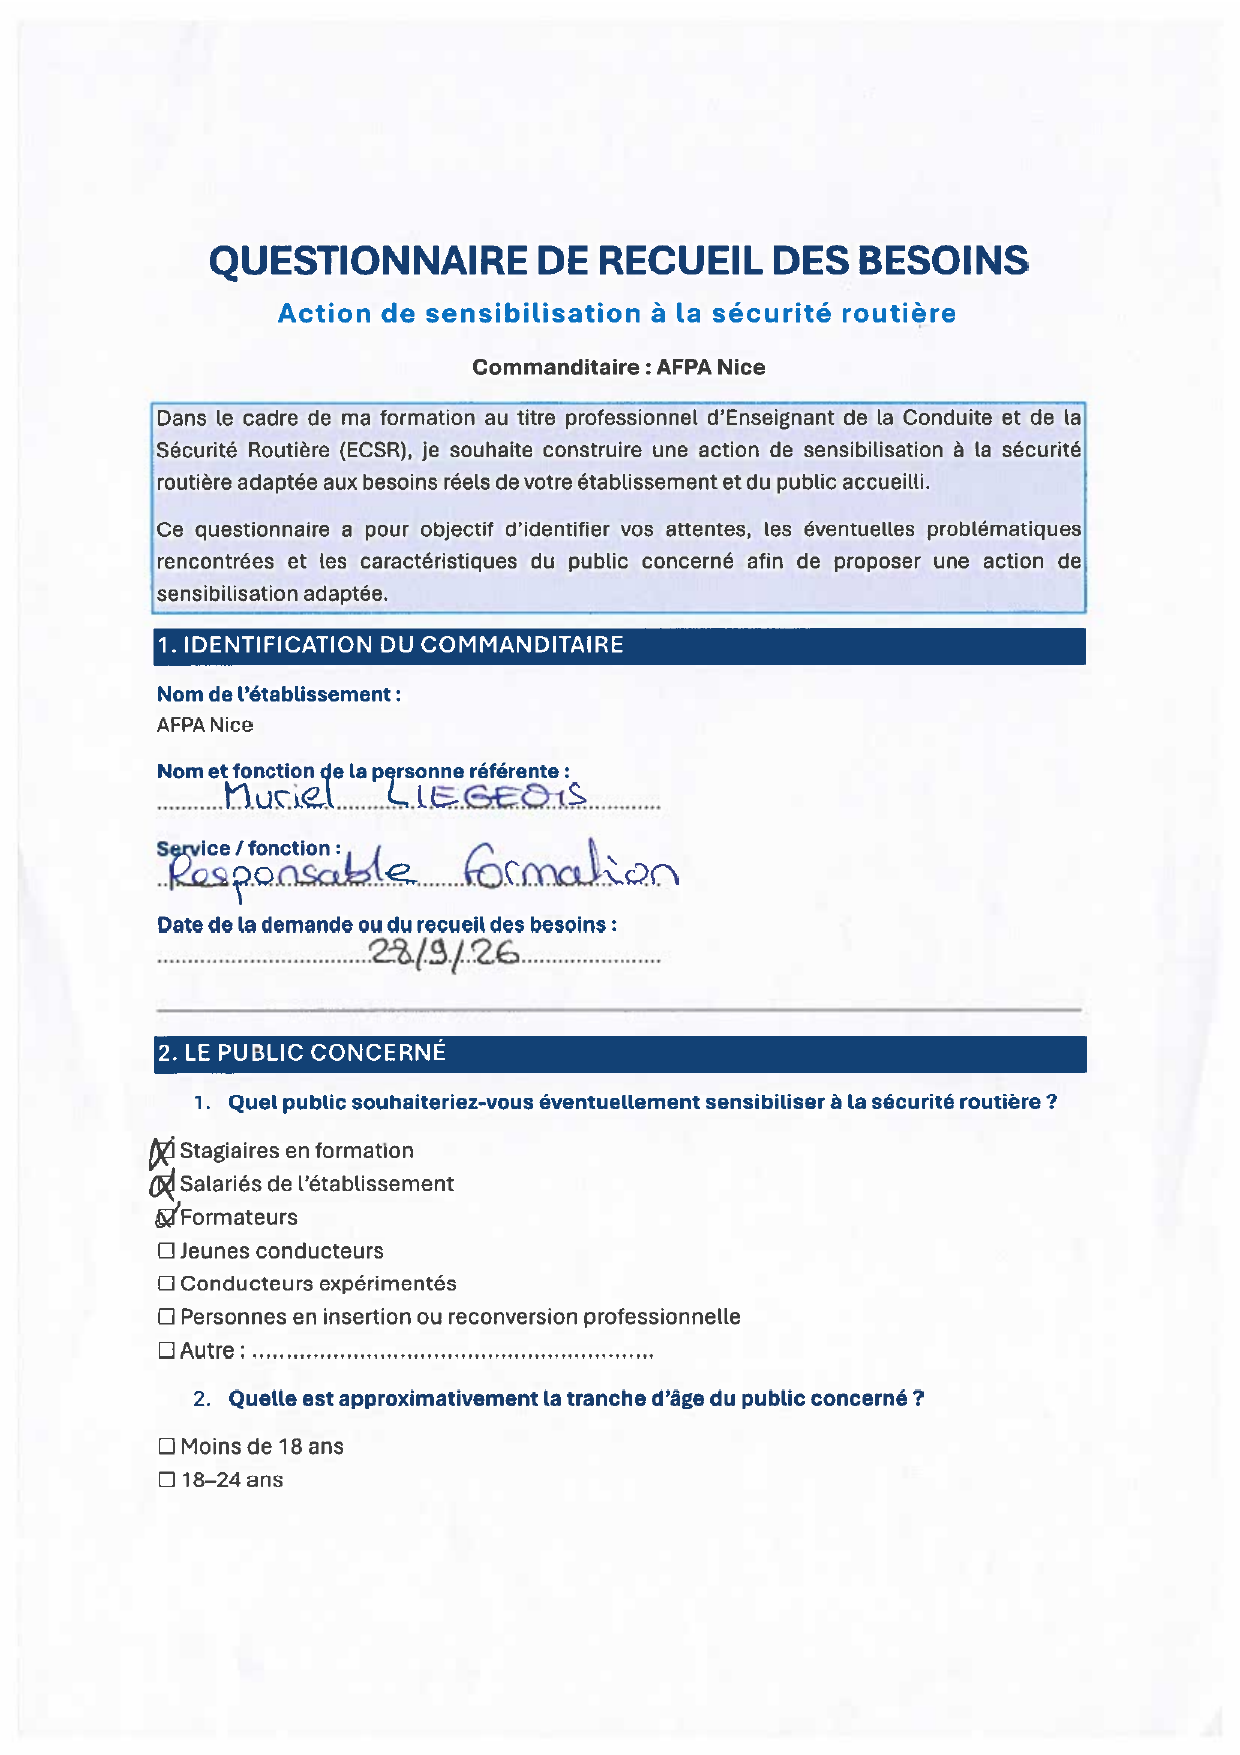 QUESTIONNAIRE DE RECUEIL DES BESOINS
Action de sensibilisation à la sécurité routière
Commanditaire : AFPA Nice
Dans le cadre de ma formation au titre professionnel d’Enseignant de la Conduite et de la
Sécurité Routière (ECSR), je souhaite construire une action de sensibilisation à la sécurité
routière adaptée aux besoins réels de votre établissement et du public accueilli.
Ce questionnaire a pour objectif d’identifier vos attentes, les éventuelles problématiques
rencontrées et les caractéristiques du public concerné afin de proposer une action de
sensibilisation adaptée.
1. IDENTIFICATION DU COMMANDITAIRE
Nom de l’établissement :
AFPA Nice
Nom et fonction de la personne référente :
Muriel LIEGEOIS
Service / fonction :
Responsable formation
Date de la demande ou du recueil des besoins :
28/9/26
2. LE PUBLIC CONCERNÉ
1. Quel public souhaiteriez-vous éventuellement sensibiliser à la sécurité routière ?
☒ Stagiaires en formation
☒ Salariés de l’établissement
☒ Formateurs
☐ Jeunes conducteurs
☐ Conducteurs expérimentés
☐ Personnes en insertion ou reconversion professionnelle
☐ Autre : ............................................................
2. Quelle est approximativement la tranche d’âge du public concerné ?
☐ Moins de 18 ans
☐ 18–24 ans